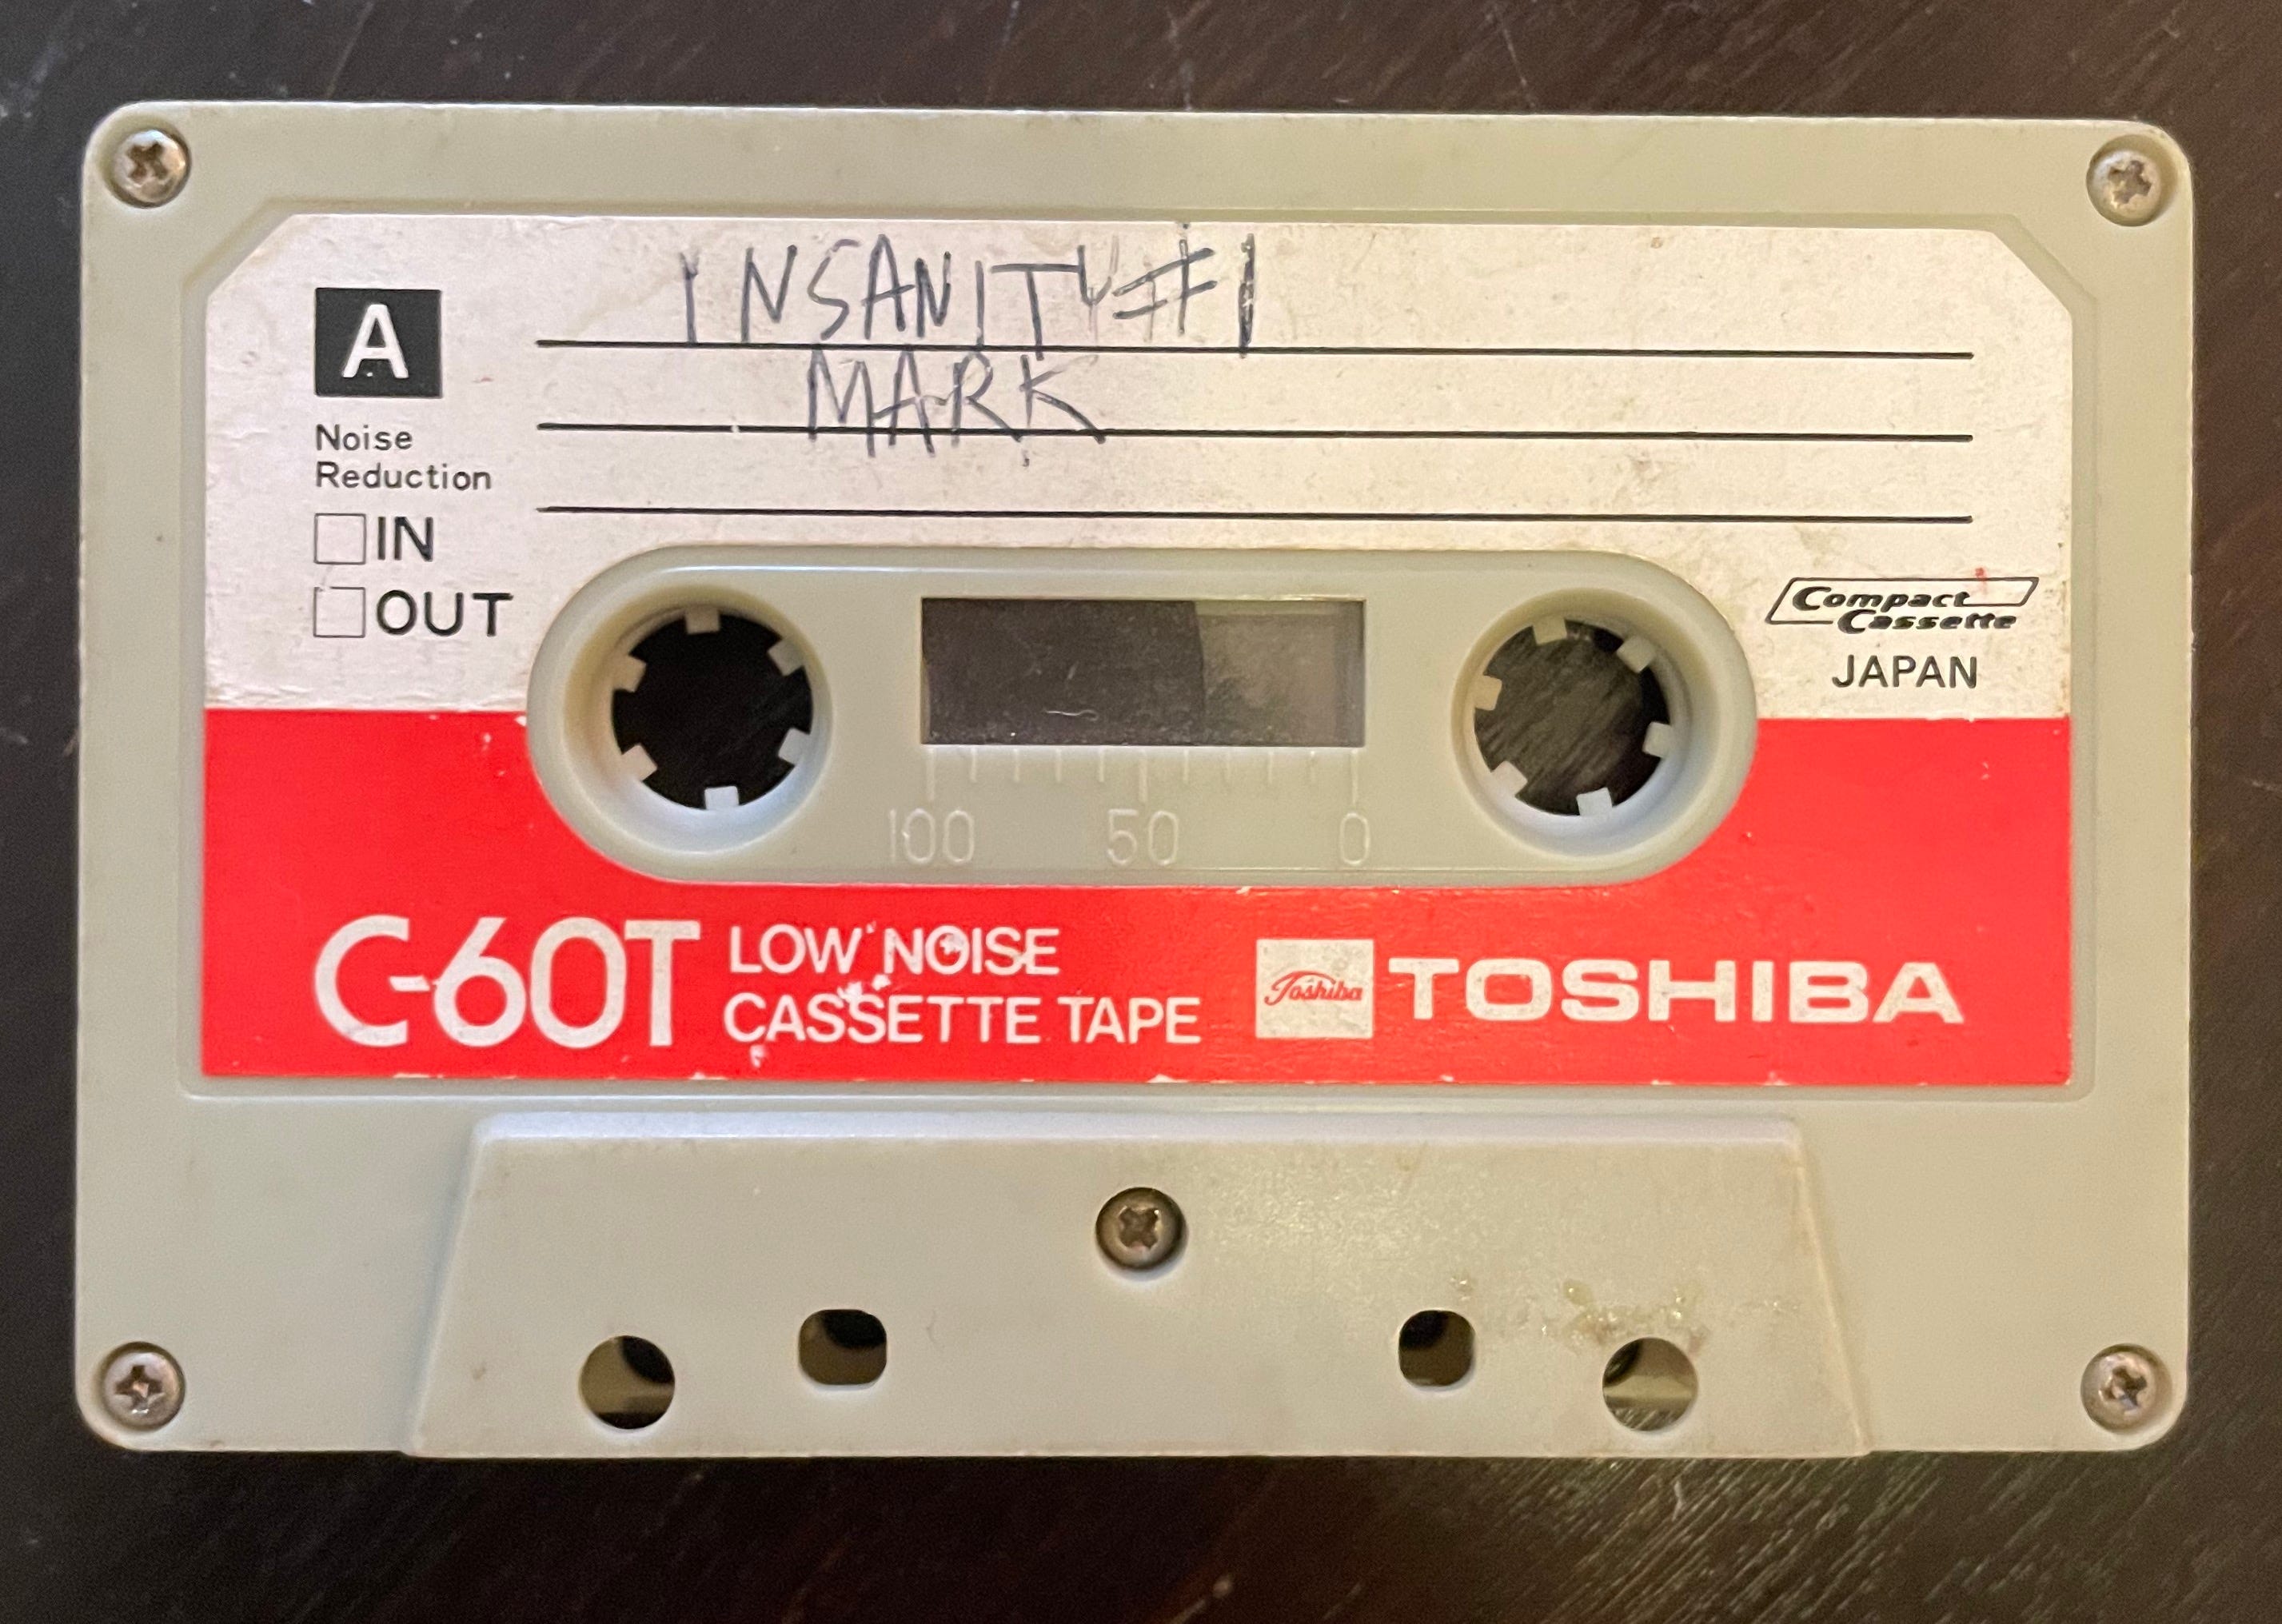 INSANITY #1
MARK
A
Noise
Reduction
IN
OUT
Compact
Cassette
JAPAN
100 50 0
C-60T LOW NOISE
CASSETTE TAPE
Toshiba TOSHIBA